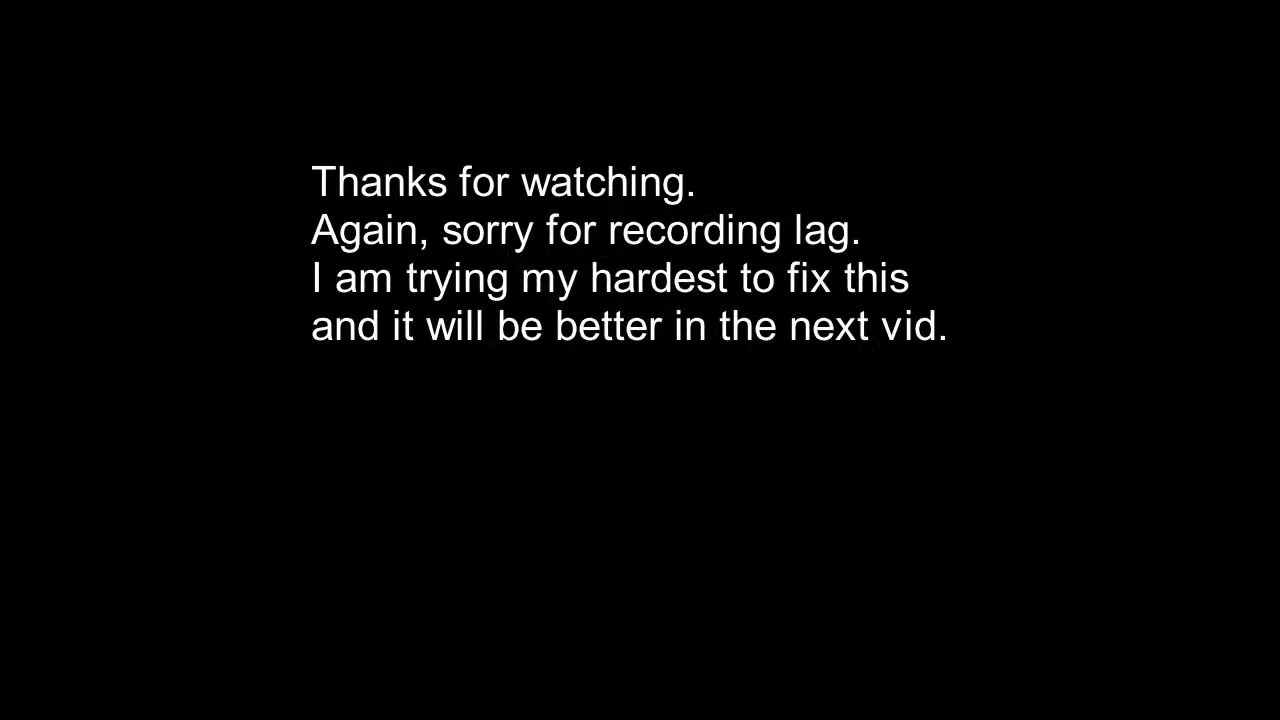 Thanks for watching.
Again, sorry for recording lag.
I am trying my hardest to fix this
and it will be better in the next vid.